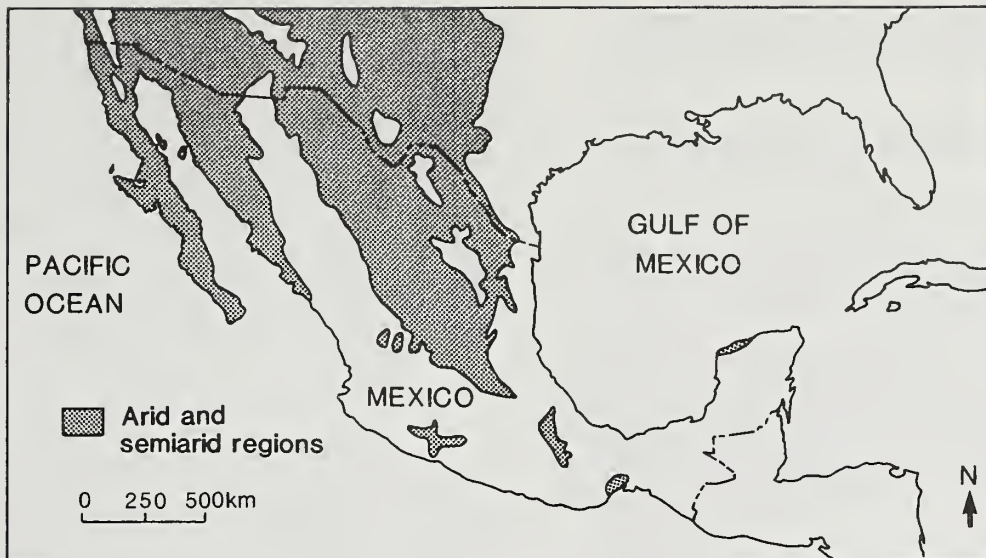 PACIFIC
OCEAN
GULF OF
MEXICO
MEXICO
Arid and
semiarid regions
0 250 500km
N